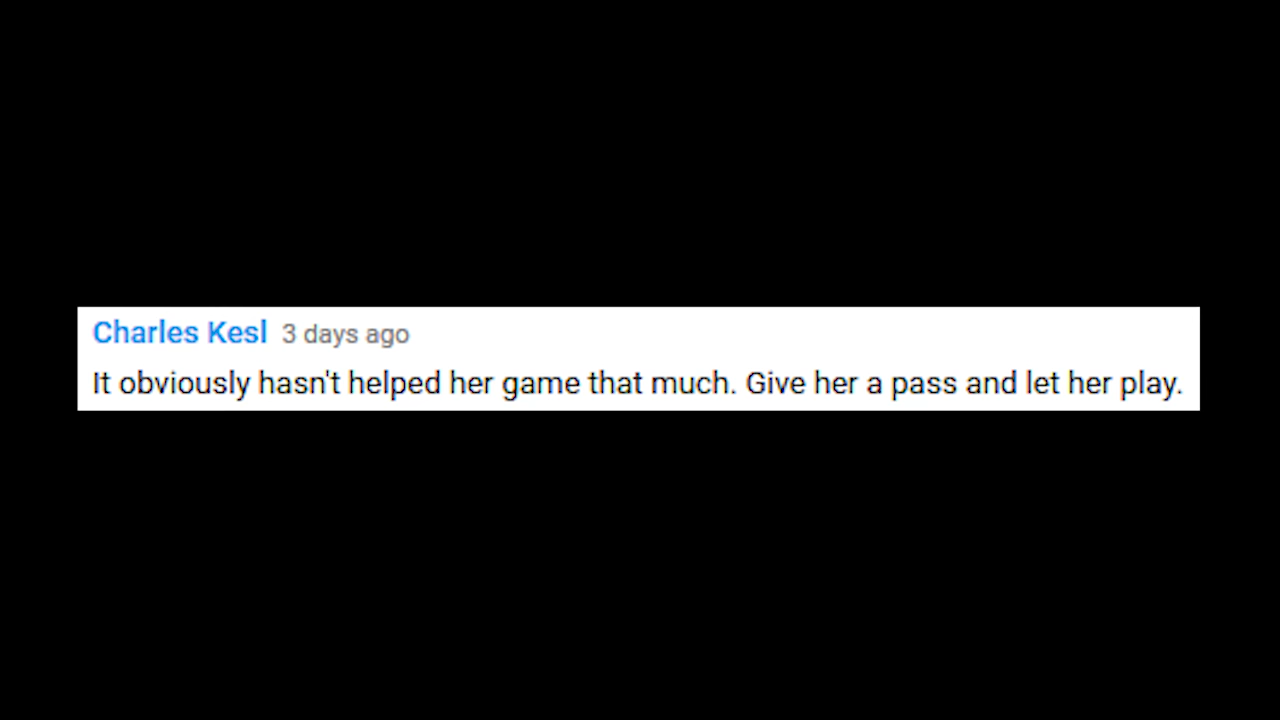 Charles Kesl 3 days ago
It obviously hasn't helped her game that much. Give her a pass and let her play.